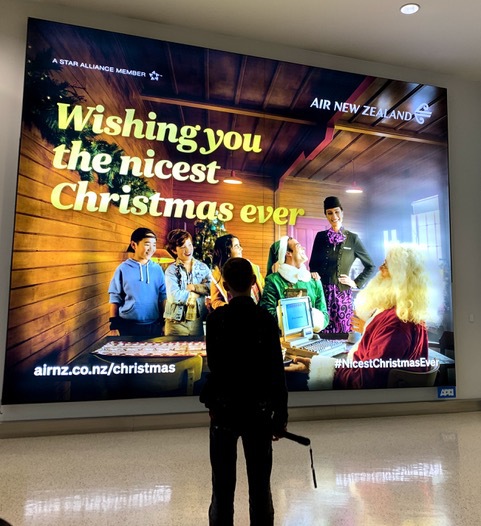 A STAR ALLIANCE MEMBER
AIR NEW ZEALAND
Wishing you
the nicest
Christmas ever
airnz.co.nz/christmas
#NicestChristmasEver